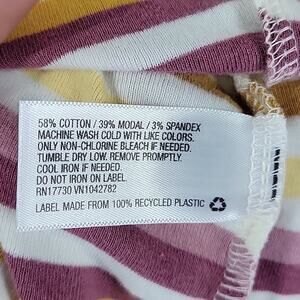 58% COTTON / 39% MODAL / 3% SPANDEX
MACHINE WASH COLD WITH LIKE COLORS.
ONLY NON-CHLORINE BLEACH IF NEEDED.
TUMBLE DRY LOW. REMOVE PROMPTLY.
COOL IRON IF NEEDED.
DO NOT IRON ON LABEL.
RN17730 VN1042782
LABEL MADE FROM 100% RECYCLED PLASTIC